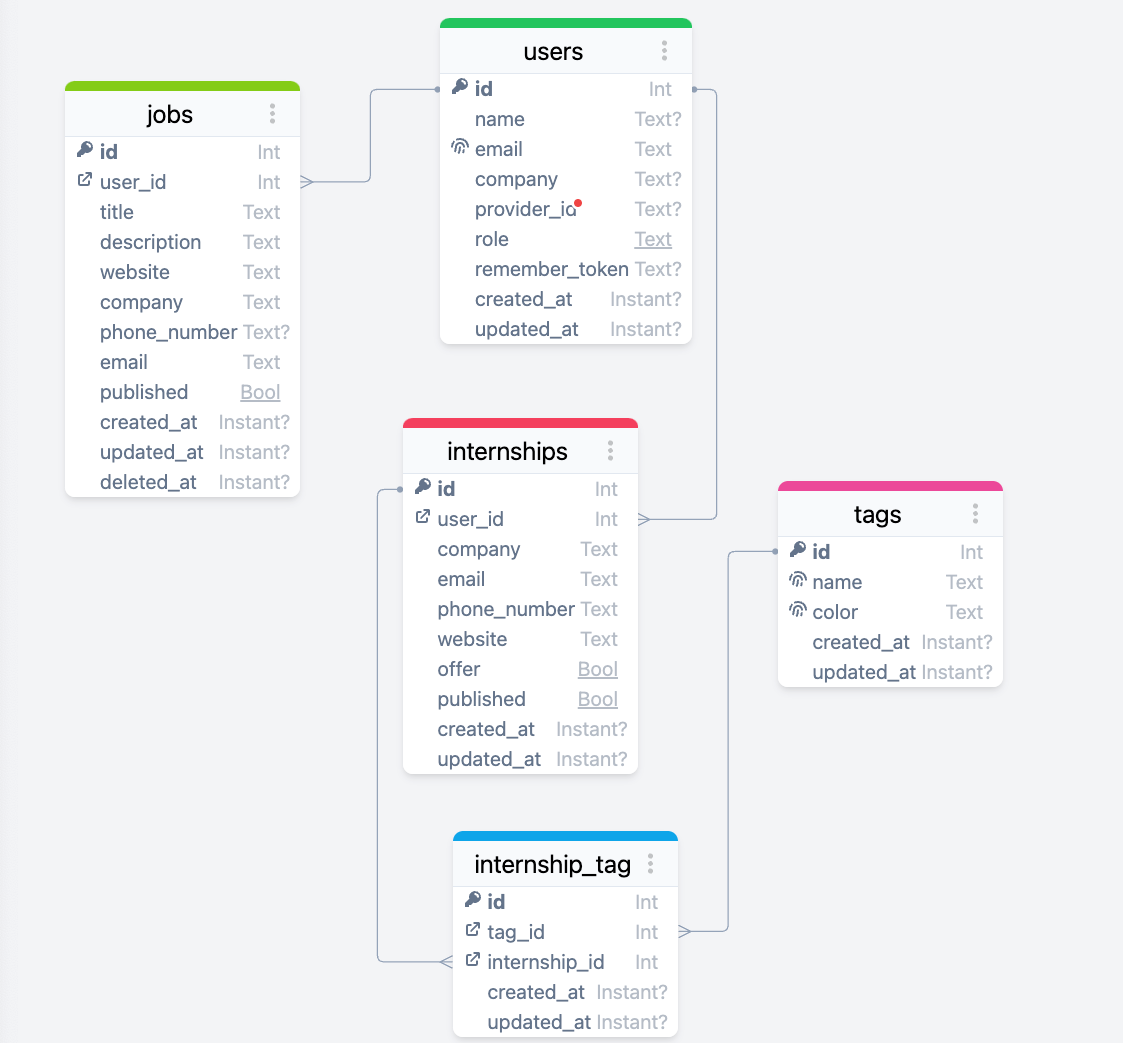 users
id Int
name Text?
email Text
company Text?
provider_id Text?
role Text
remember_token Text?
created_at Instant?
updated_at Instant?
jobs
id Int
user_id Int
title Text
description Text
website Text
company Text
phone_number Text?
email Text
published Bool
created_at Instant?
updated_at Instant?
deleted_at Instant?
internships
id Int
user_id Int
company Text
email Text
phone_number Text
website Text
offer Bool
published Bool
created_at Instant?
updated_at Instant?
tags
id Int
name Text
color Text
created_at Instant?
updated_at Instant?
internship_tag
id Int
tag_id Int
internship_id Int
created_at Instant?
updated_at Instant?